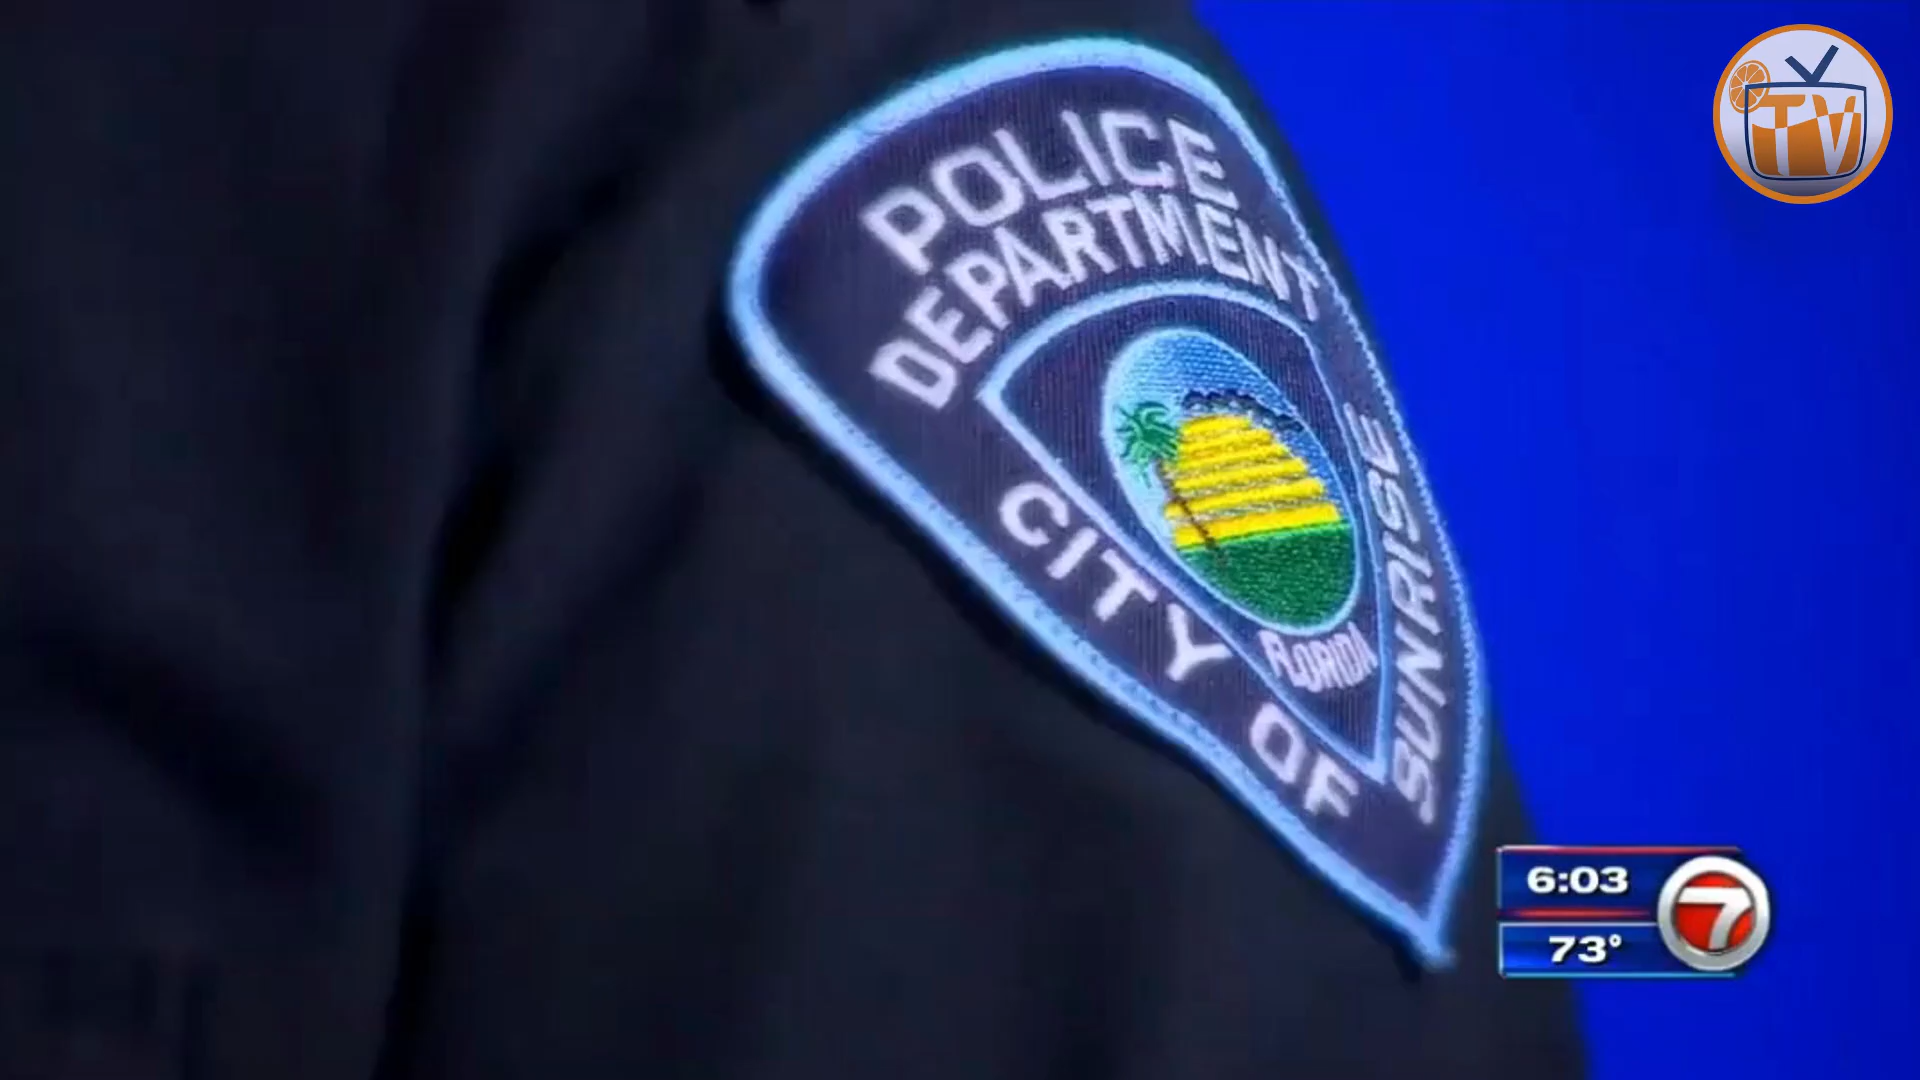 TV
POLICE
DEPARTMENT
CITY OF SUNRISE
FLORIDA
6:03
73°
7